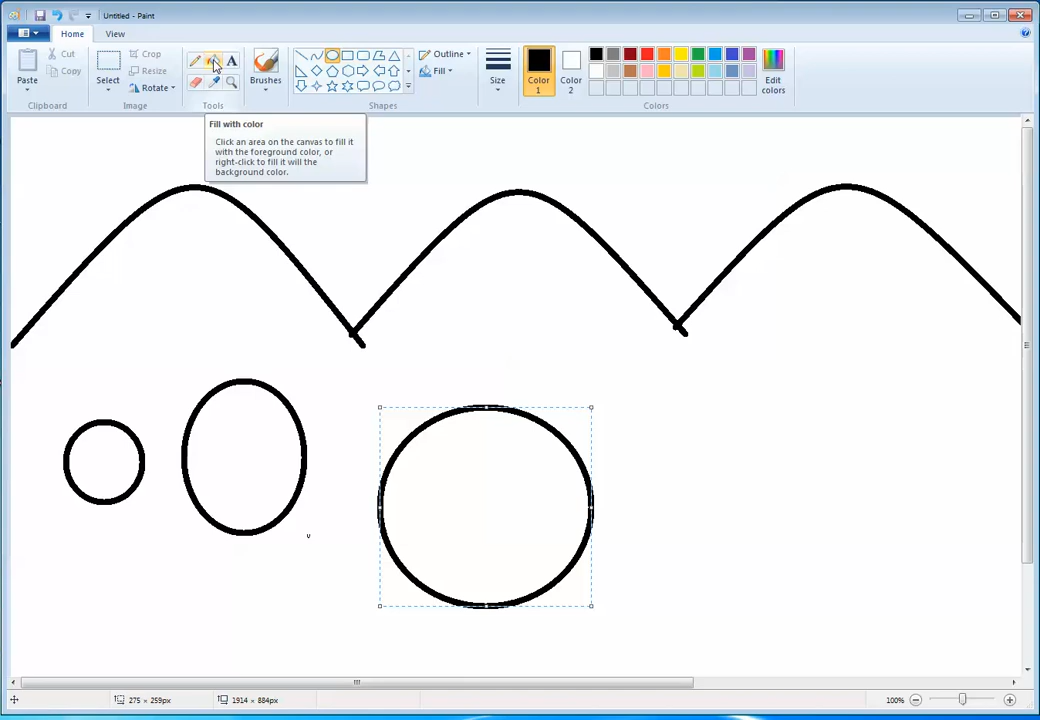 Untitled - Paint
Home
View
Paste
Cut
Copy
Clipboard
Select
Crop
Resize
Rotate
Image
A
Tools
Brushes
Outline
Fill
Shapes
Size
Color
1
Color
2
Edit
colors
Colors
Fill with color
Click an area on the canvas to fill it
with the foreground color, or
right-click to fill it will the
background color.
275 × 259px
1914 × 884px
100%